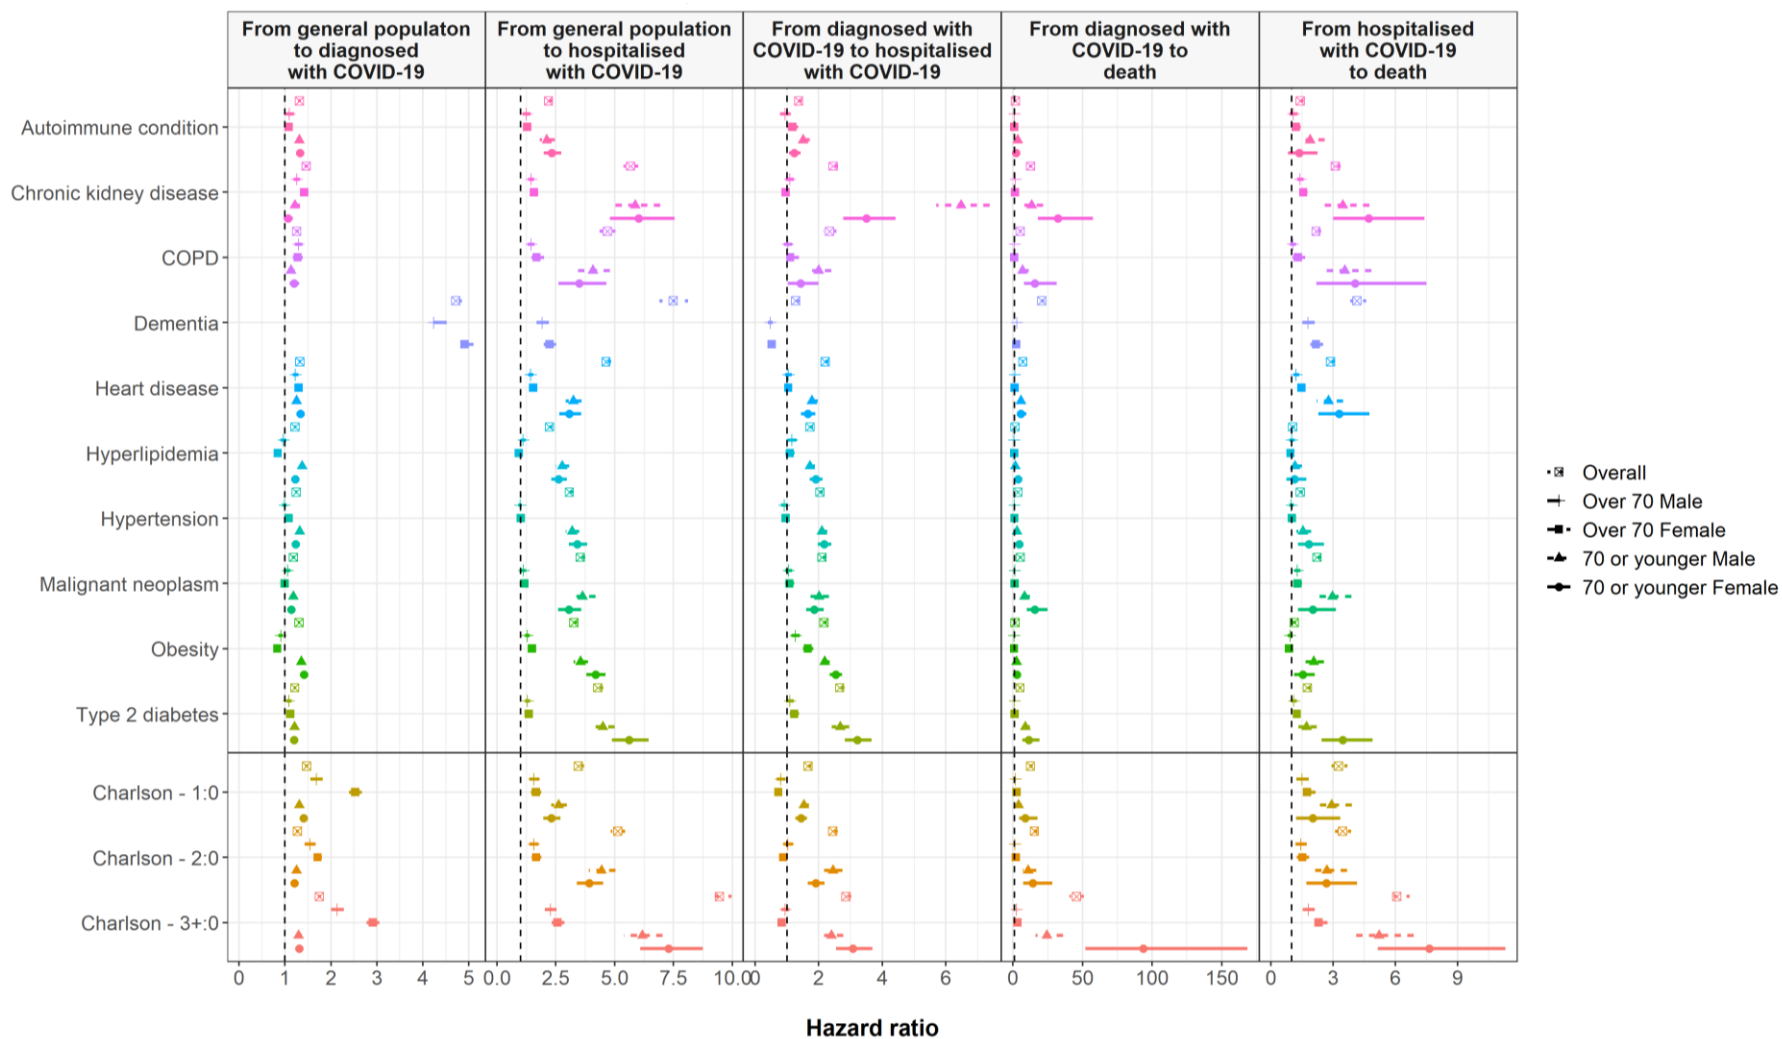 From general populaton
to diagnosed
with COVID-19
From general population
to hospitalised
with COVID-19
From diagnosed with
COVID-19 to hospitalised
with COVID-19
From diagnosed with
COVID-19 to
death
From hospitalised
with COVID-19
to death
Autoimmune condition
Chronic kidney disease
COPD
Dementia
Heart disease
Hyperlipidemia
Hypertension
Malignant neoplasm
Obesity
Type 2 diabetes
Charlson - 1:0
Charlson - 2:0
Charlson - 3+:0
0 1 2 3 4 5 0.0 2.5 5.0 7.5 10.0 0 2 4 6 0 50 100 150 0 3 6 9
Hazard ratio
Overall
Over 70 Male
Over 70 Female
70 or younger Male
70 or younger Female